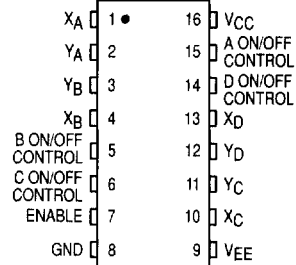 XA 1 16 VCC
YA 2 15 A ON/OFF CONTROL
YB 3 14 D ON/OFF CONTROL
XB 4 13 XD
B ON/OFF CONTROL 5 12 YD
C ON/OFF CONTROL 6 11 YC
ENABLE 7 10 XC
GND 8 9 VEE